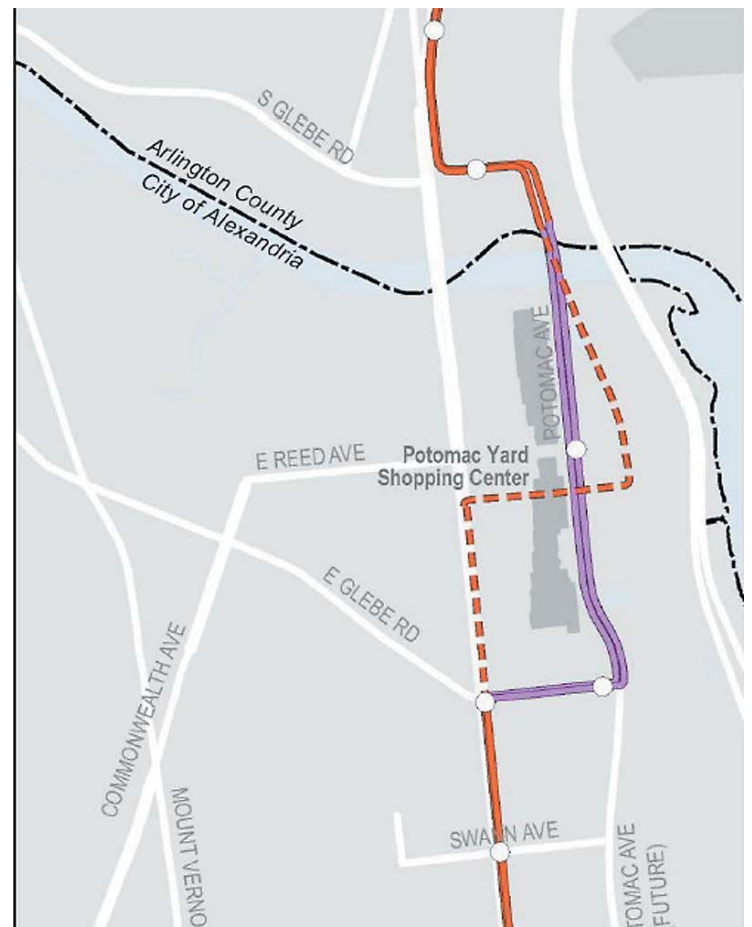 S GLEBE RD
Arlington County
City of Alexandria
POTOMAC AVE
E REED AVE
Potomac Yard
Shopping Center
E GLEBE RD
COMMONWEALTH AVE
MOUNT VERNO
SWANN AVE
TOMAC AVE
FUTURE)